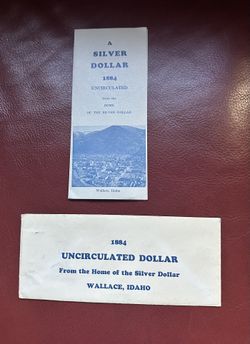 A
SILVER
DOLLAR
1884
UNCIRCULATED
FROM THE
HOME
OF THE SILVER DOLLAR
Wallace, Idaho
1884
UNCIRCULATED DOLLAR
From the Home of the Silver Dollar
WALLACE, IDAHO